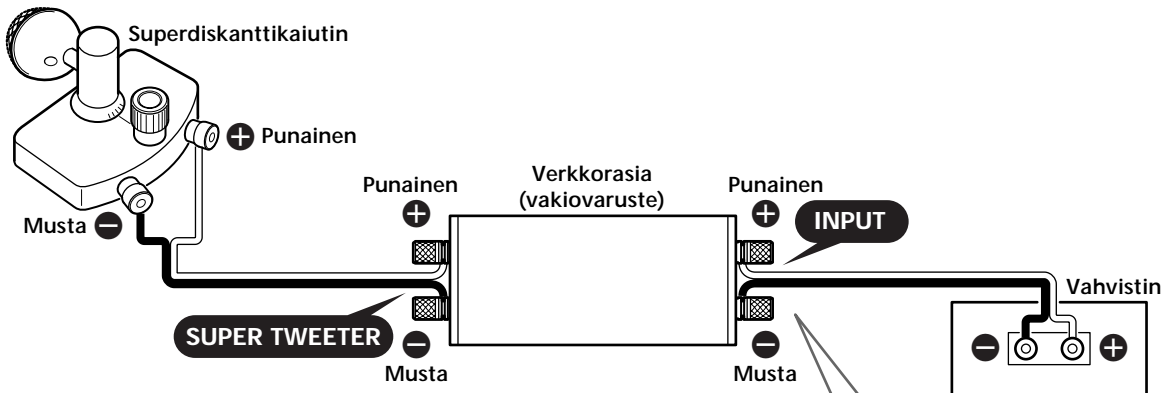 Superdiskanttikaiutin
+ Punainen
Musta −
SUPER TWEETER
Punainen
+
−
Musta
Verkkorasia
(vakiovaruste)
Punainen
+
INPUT
−
Musta
Vahvistin
− +